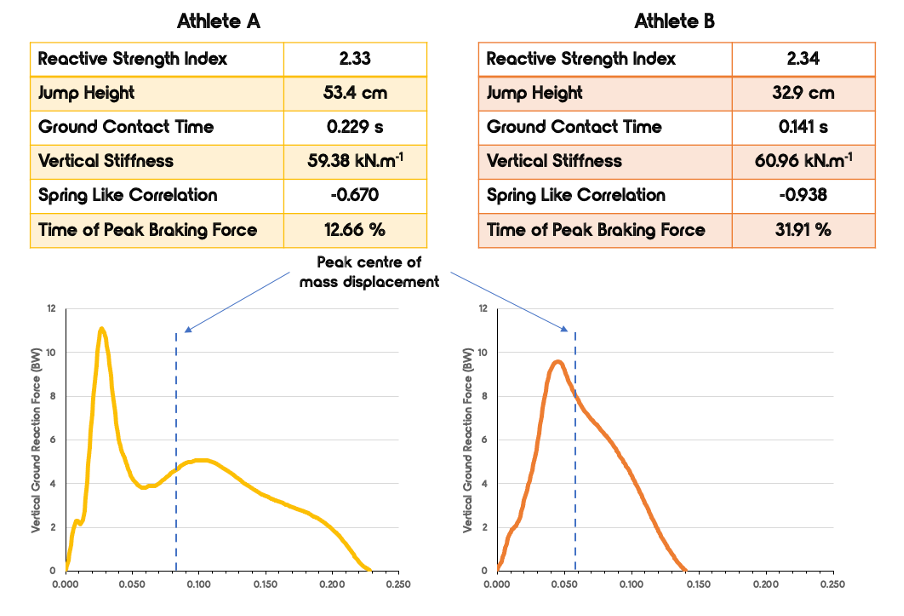 Athlete A
Reactive Strength Index 2.33
Jump Height 53.4 cm
Ground Contact Time 0.229 s
Vertical Stiffness 59.38 kN.m⁻¹
Spring Like Correlation -0.670
Time of Peak Braking Force 12.66 %
Athlete B
Reactive Strength Index 2.34
Jump Height 32.9 cm
Ground Contact Time 0.141 s
Vertical Stiffness 60.96 kN.m⁻¹
Spring Like Correlation -0.938
Time of Peak Braking Force 31.91 %
Peak centre of
mass displacement
Vertical Ground Reaction Force (BW)
12
10
8
6
4
2
0
0.000 0.050 0.100 0.150 0.200 0.250
Vertical Ground Reaction Force (BW)
12
10
8
6
4
2
0
0.000 0.050 0.100 0.150 0.200 0.250